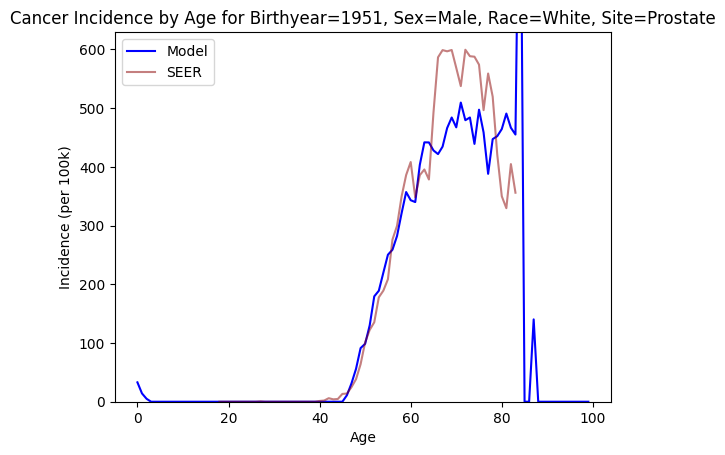 Cancer Incidence by Age for Birthyear=1951, Sex=Male, Race=White, Site=Prostate
Model
SEER
600
500
400
300
200
100
0
Incidence (per 100k)
0 20 40 60 80 100
Age